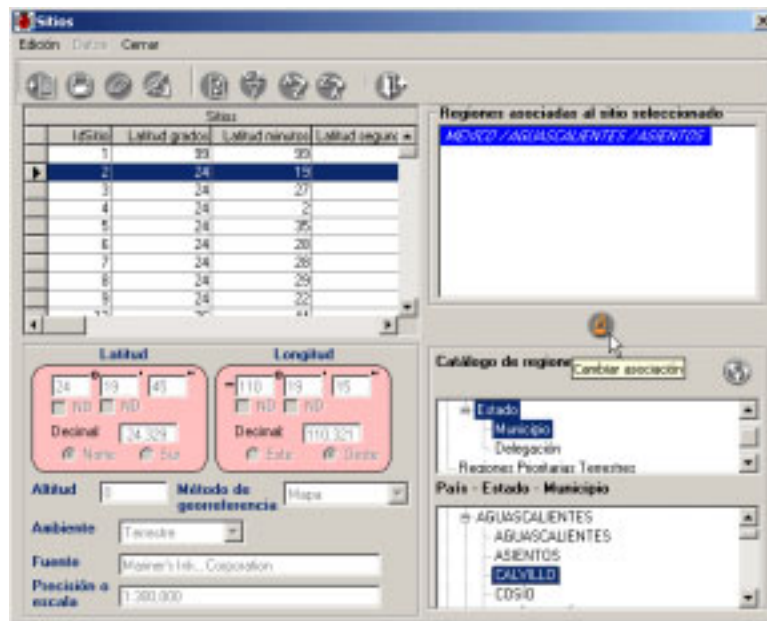 Sitios
Edición Datos Cerrar
Sitios
IdSitio Latitud grados Latitud minutos Latitud segund
1 99 99
2 24 19
3 24 27
4 24 2
5 24 35
6 24 28
7 24 28
8 24 29
9 24 22
Regiones asociadas al sitio seleccionado
MEXICO / AGUASCALIENTES / ASIENTOS
Cambiar asociación
Latitud Longitud
24 ° 19 ' 45 " -110 ° 19 ' 15 "
ND ND ND ND
Decimal 24.329 Decimal 110.321
Norte Sur Este Oeste
Altitud 0 Método de georreferencia Mapa
Ambiente Terrestre
Fuente Mariner's Ink., Corporation
Precisión o escala 1:300,000
Catálogo de regione
Estado
Municipio
Delegación
Regiones Prioritarias Terrestres
País - Estado - Municipio
AGUASCALIENTES
AGUASCALIENTES
ASIENTOS
CALVILLO
COSÍO